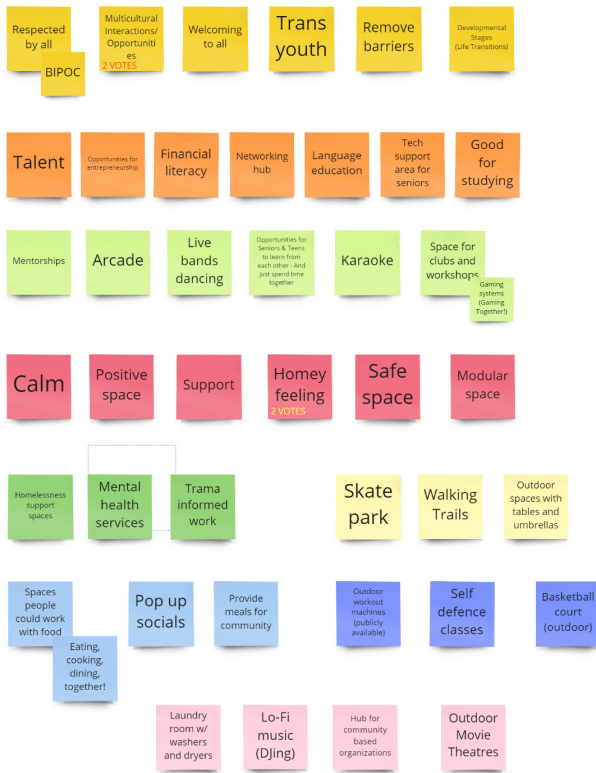 Respected
by all
BIPOC
Multicultural
Interactions/
Opportuniti
es
2 VOTES
Welcoming
to all
Trans
youth
Remove
barriers
Developmental
Stages
(Life Transitions)
Talent
Opportunities for
entrepreneurship
Financial
literacy
Networking
hub
Language
education
Tech
support
area for
seniors
Good
for
studying
Mentorships
Arcade
Live
bands
dancing
Opportunities for
Seniors & Teens
to learn from
each other - And
just spend time
together
Karaoke
Space for
clubs and
workshops
Gaming
systems
(Gaming
Together!)
Calm
Positive
space
Support
Homey
feeling
2 VOTES
Safe
space
Modular
space
Homelessness
support
spaces
Mental
health
services
Trama
informed
work
Skate
park
Walking
Trails
Outdoor
spaces with
tables and
umbrellas
Spaces
people
could work
with food
Eating,
cooking,
dining,
together!
Pop up
socials
Provide
meals for
community
Outdoor
workout
machines
(publicly
available)
Self
defence
classes
Basketball
court
(outdoor)
Laundry
room w/
washers
and dryers
Lo-Fi
music
(DJing)
Hub for
community
based
organizations
Outdoor
Movie
Theatres